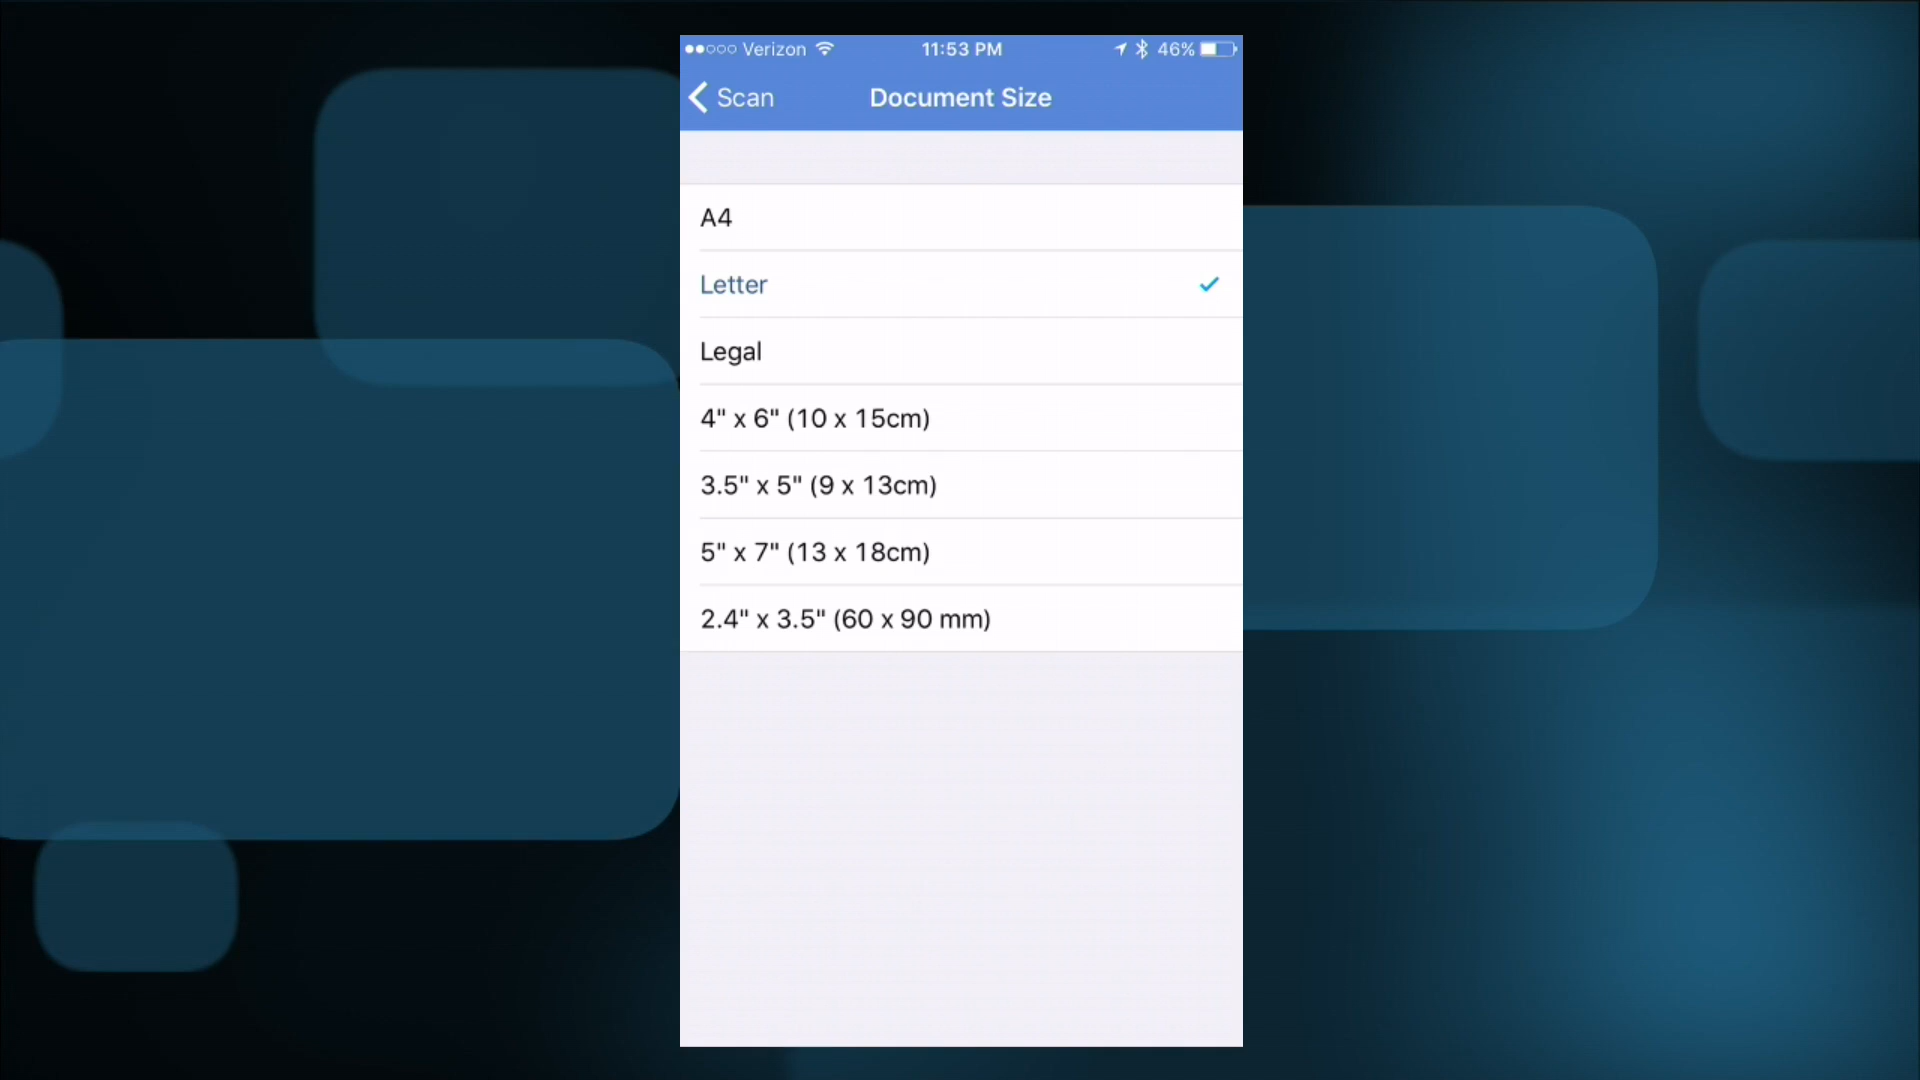 Verizon 11:53 PM 46%
Scan Document Size
A4
Letter
Legal
4" x 6" (10 x 15cm)
3.5" x 5" (9 x 13cm)
5" x 7" (13 x 18cm)
2.4" x 3.5" (60 x 90 mm)